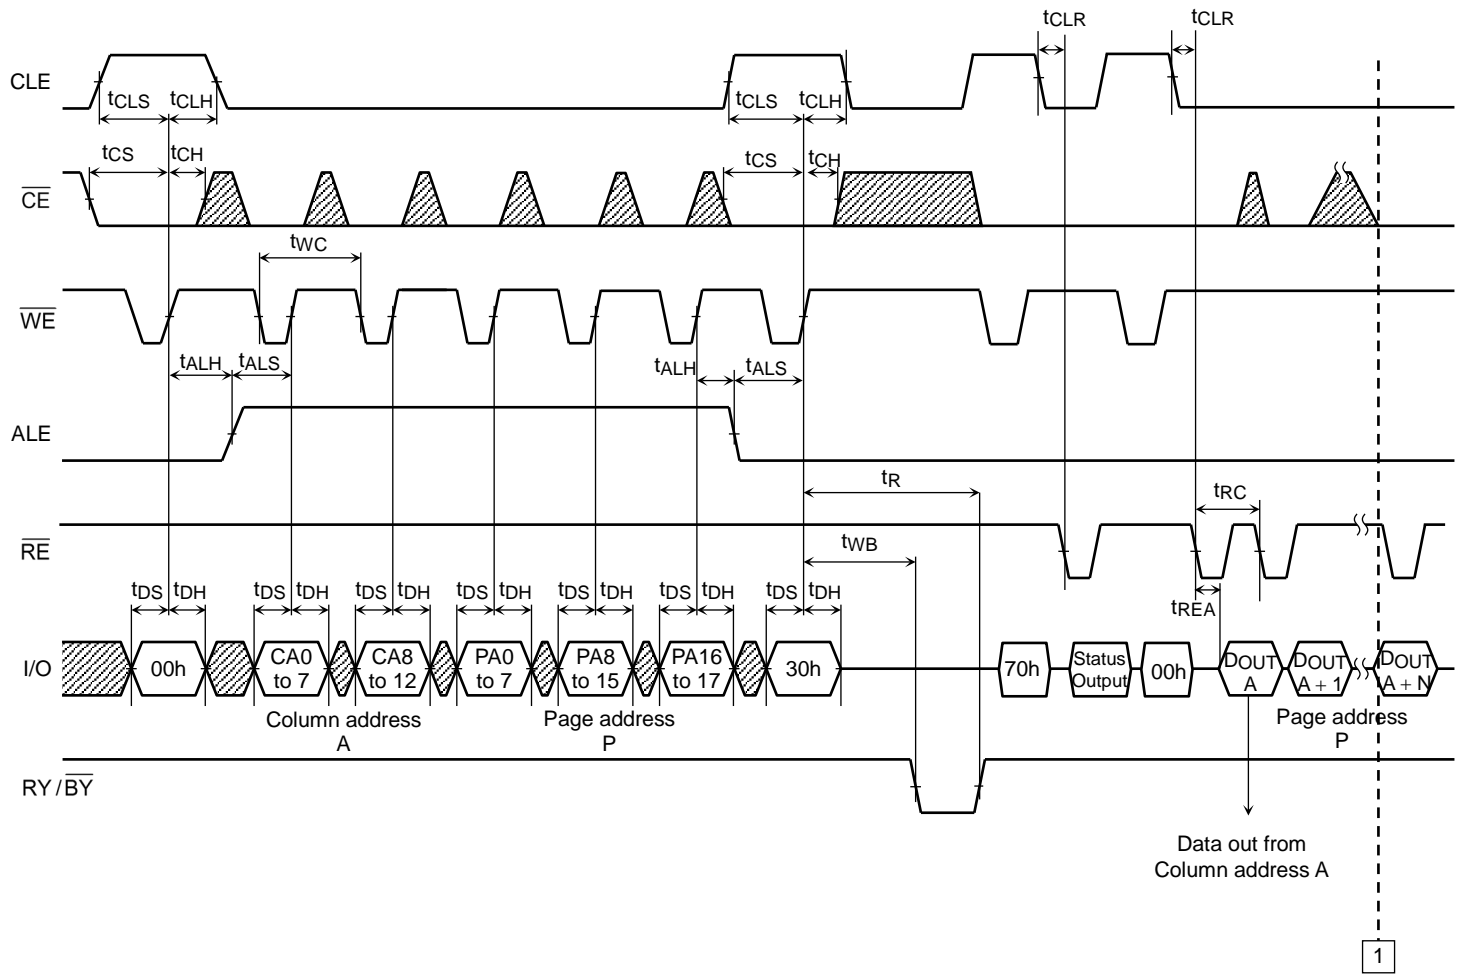 tCLR tCLR
CLE
tCLS tCLH tCLS tCLH
tCS tCH tCS tCH
CE
tWC
WE
tALH tALS tALH tALS
ALE
tR tRC
RE
tWB
tDS tDH tDS tDH tDS tDH tDS tDH tDS tDH tDS tDH tDS tDH
tREA
I/O
00h
CA0
to 7
CA8
to 12
PA0
to 7
PA8
to 15
PA16
to 17
30h
70h
Status
Output
00h
DOUT
A
DOUT
A + 1
DOUT
A + N
Column address
A
Page address
P
Page address
P
RY/BY
Data out from
Column address A
1